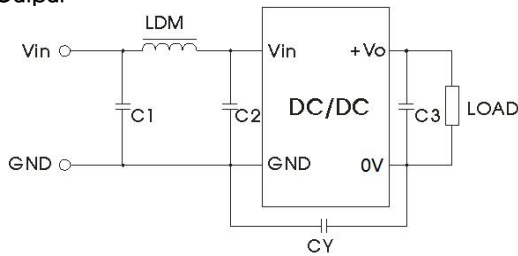 Output
LDM
Vin
Vin
+Vo
C1
C2
DC/DC
C3
LOAD
GND
GND
0V
CY